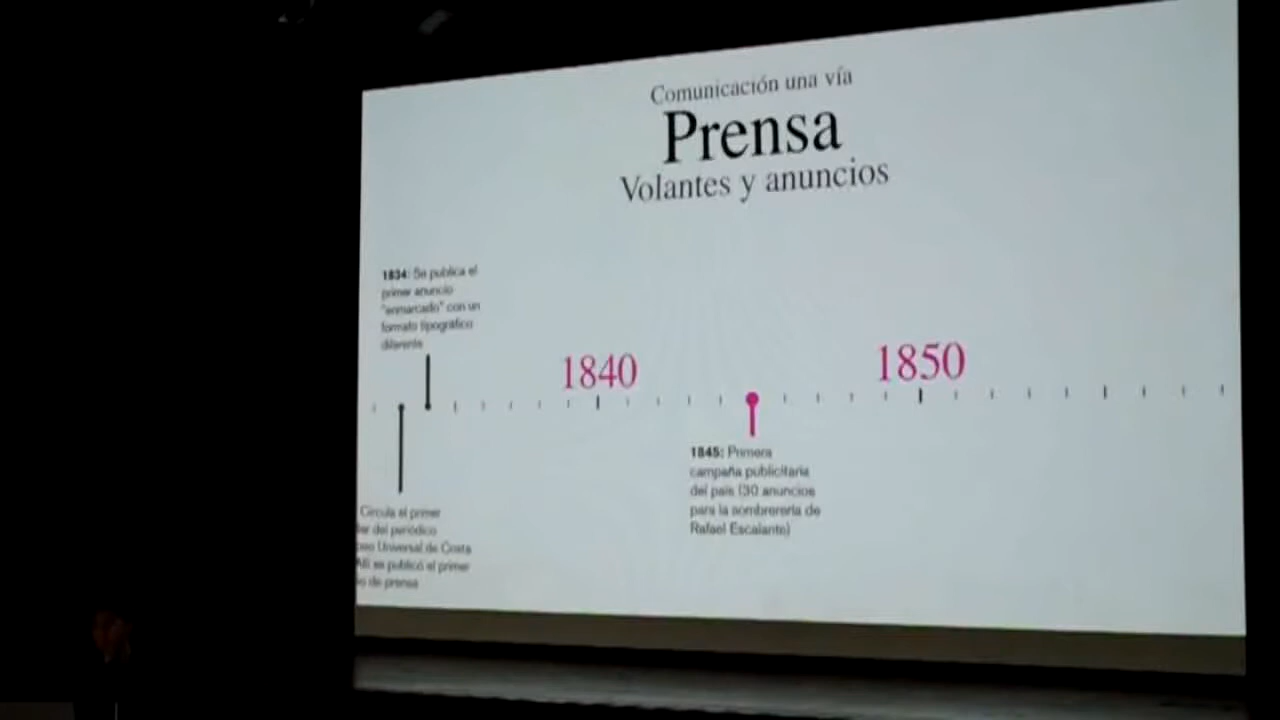 Comunicación una vía
Prensa
Volantes y anuncios
1834: Se publica el
primer anuncio
"enmarcado" con un
formato tipográfico
diferente
1840
1850
1845: Primera
campaña publicitaria
del país (30 anuncios
para la sombrerería de
Rafael Escalante)
Circula el primer
del periódico
Universal de Costa
Allí se publicó el primer
de prensa